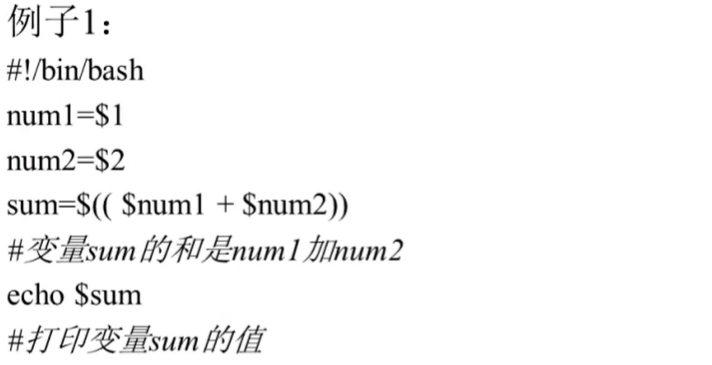 例子1：
#!/bin/bash
num1=$1
num2=$2
sum=$(( $num1 + $num2))
#变量sum的和是num1加num2
echo $sum
#打印变量sum的值